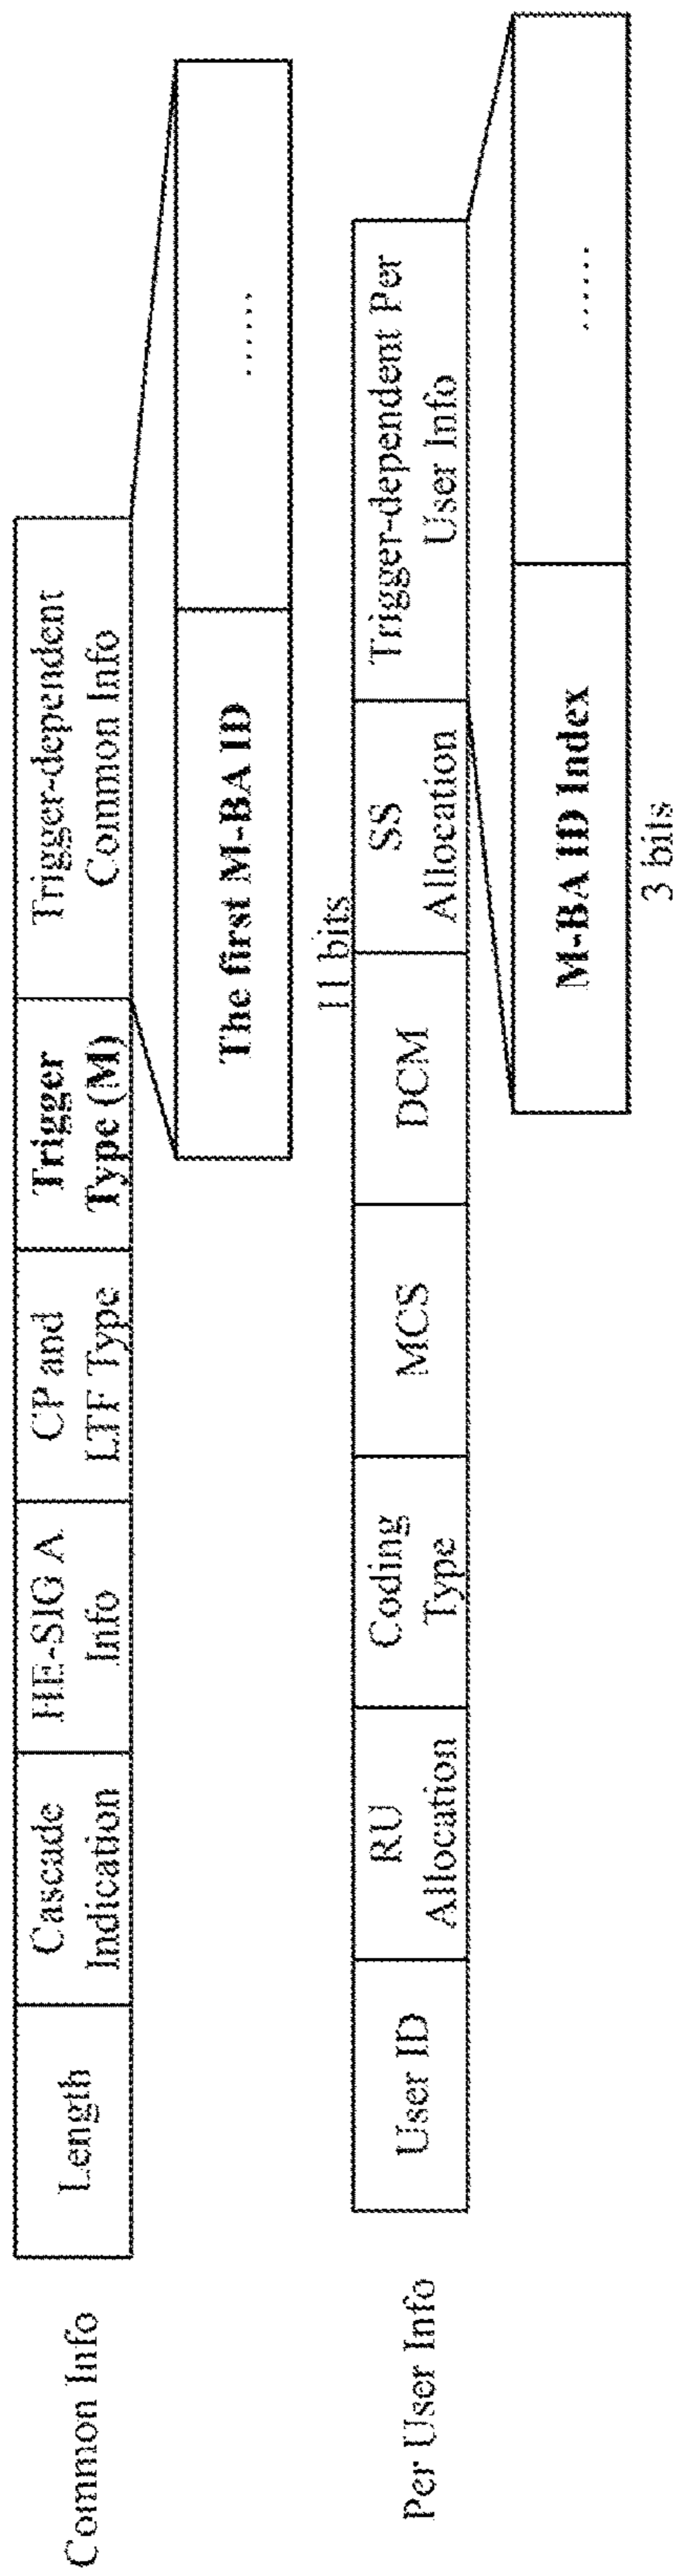 Common Info
Length
Cascade
Indication
HE-SIG A
Info
CP and
LTF Type
Trigger
Type (M)
Trigger-dependent
Common Info
The first M-BA ID
......
11 bits
Per User Info
User ID
RU
Allocation
Coding
Type
MCS
DCM
SS
Allocation
Trigger-dependent Per
User Info
M-BA ID Index
......
3 bits